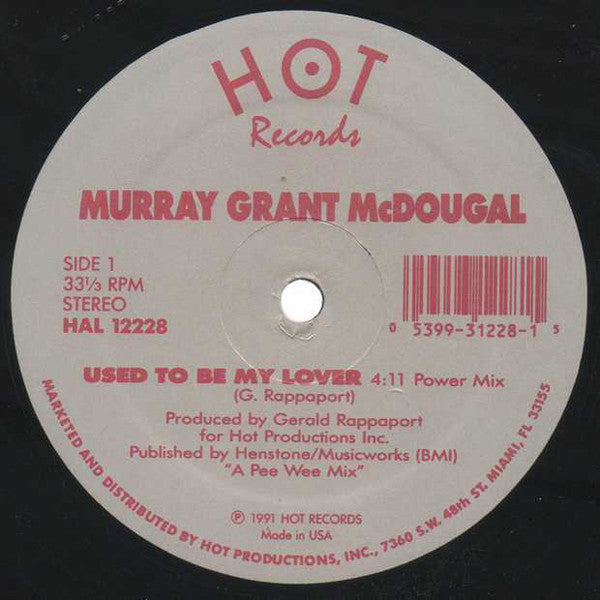 HOT
Records
MURRAY GRANT McDOUGAL
SIDE 1
33⅓ RPM
STEREO
HAL 12228
0 5399-31228-1 5
USED TO BE MY LOVER 4:11 Power Mix
(G. Rappaport)
Produced by Gerald Rappaport
for Hot Productions Inc.
Published by Henstone/Musicworks (BMI)
"A Pee Wee Mix"
℗ 1991 HOT RECORDS
Made in USA
MARKETED AND DISTRIBUTED BY HOT PRODUCTIONS, INC., 7360 S.W. 48th ST. MIAMI, FL 33155